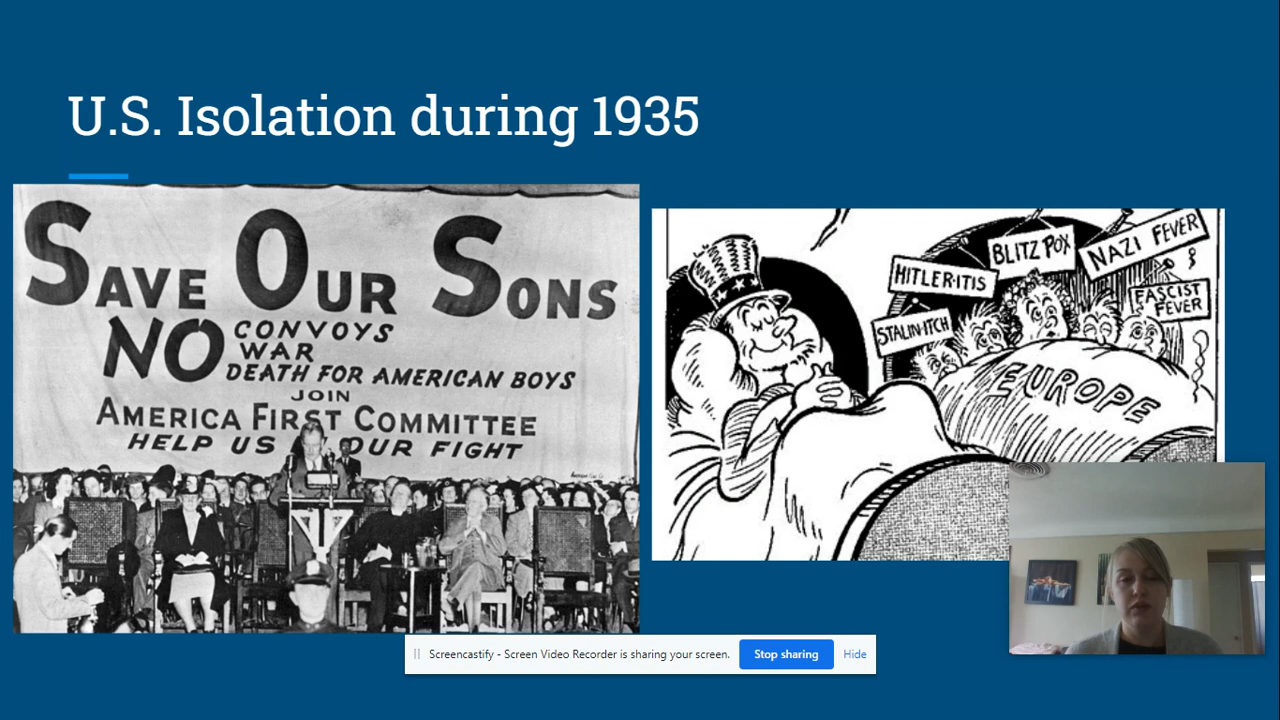 U.S. Isolation during 1935
SAVE OUR SONS
NO CONVOYS
WAR
DEATH FOR AMERICAN BOYS
JOIN
AMERICA FIRST COMMITTEE
HELP US OUR FIGHT
STALIN-ITCH
HITLER-ITIS
BLITZ POX
NAZI FEVER
FASCIST
FEVER
EUROPE
Screencastify - Screen Video Recorder is sharing your screen.
Stop sharing
Hide